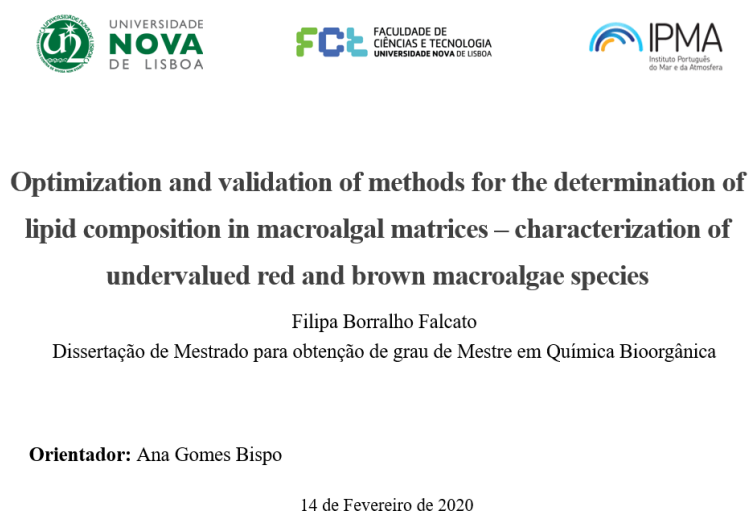 UNIVERSIDADE
NOVA
DE LISBOA
FCt
FACULDADE DE
CIÊNCIAS E TECNOLOGIA
UNIVERSIDADE NOVA DE LISBOA
IPMA
Instituto Português
do Mar e da Atmosfera
Optimization and validation of methods for the determination of
lipid composition in macroalgal matrices – characterization of
undervalued red and brown macroalgae species
Filipa Borralho Falcato
Dissertação de Mestrado para obtenção de grau de Mestre em Química Bioorgânica
Orientador: Ana Gomes Bispo
14 de Fevereiro de 2020